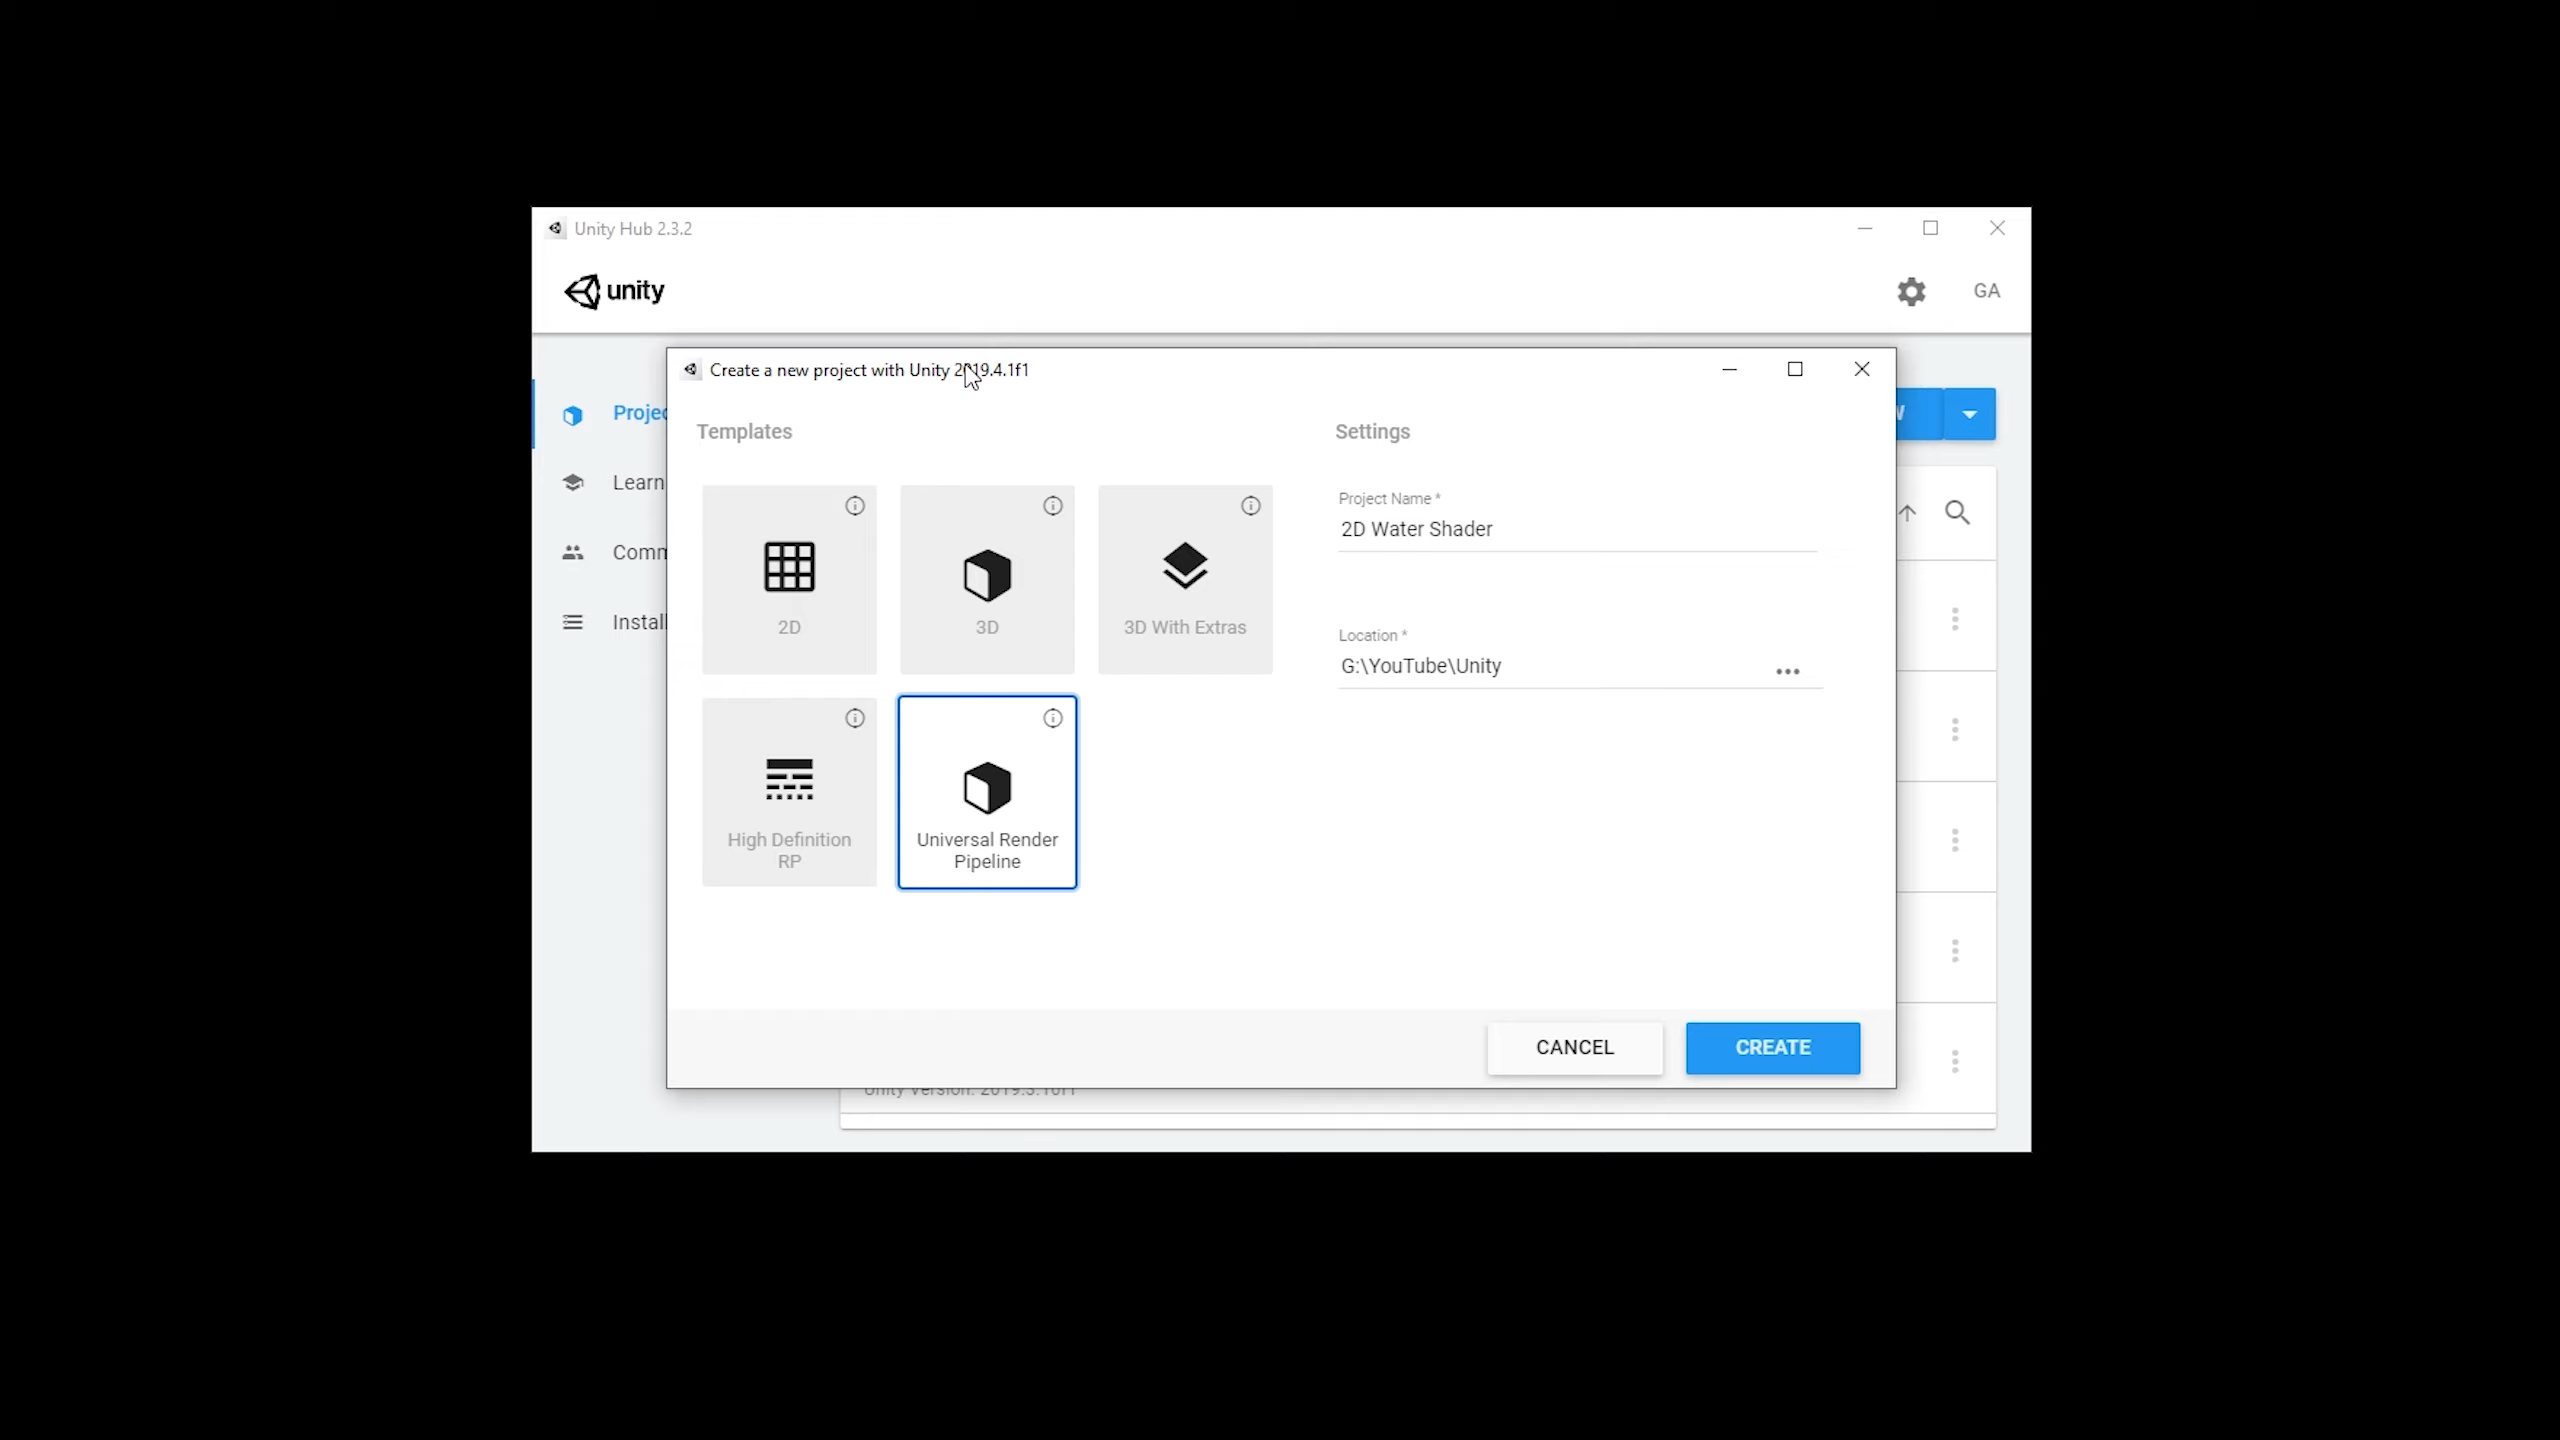 Unity Hub 2.3.2
unity
GA
Create a new project with Unity 2019.4.1f1
Projec
Learn
Comm
Install
Templates
Settings
2D
3D
3D With Extras
High Definition
RP
Universal Render
Pipeline
Project Name *
2D Water Shader
Location *
G:\YouTube\Unity
•••
CANCEL
CREATE